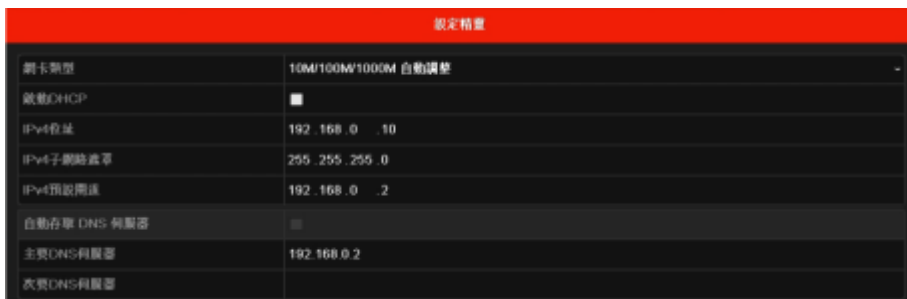 設定精靈
網卡類型 10M/100M/1000M 自動調整
啟動DHCP
IPv4位址 192 .168 .0 .10
IPv4子網路遮罩 255 .255 .255 .0
IPv4預設閘道 192 .168 .0 .2
自動存取 DNS 伺服器
主要DNS伺服器 192.168.0.2
次要DNS伺服器